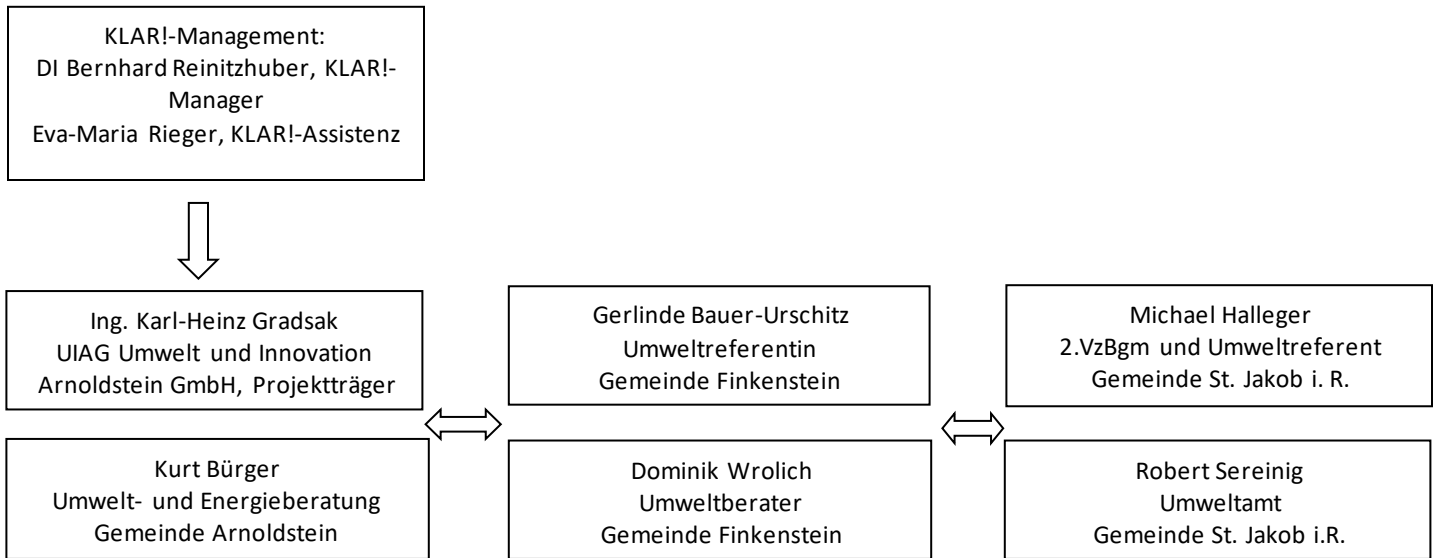 KLAR!-Management:
DI Bernhard Reinitzhuber, KLAR!-
Manager
Eva-Maria Rieger, KLAR!-Assistenz
Ing. Karl-Heinz Gradsak
UIAG Umwelt und Innovation
Arnoldstein GmbH, Projektträger
Gerlinde Bauer-Urschitz
Umweltreferentin
Gemeinde Finkenstein
Michael Halleger
2.VzBgm und Umweltreferent
Gemeinde St. Jakob i. R.
Kurt Bürger
Umwelt- und Energieberatung
Gemeinde Arnoldstein
Dominik Wrolich
Umweltberater
Gemeinde Finkenstein
Robert Sereinig
Umweltamt
Gemeinde St. Jakob i.R.